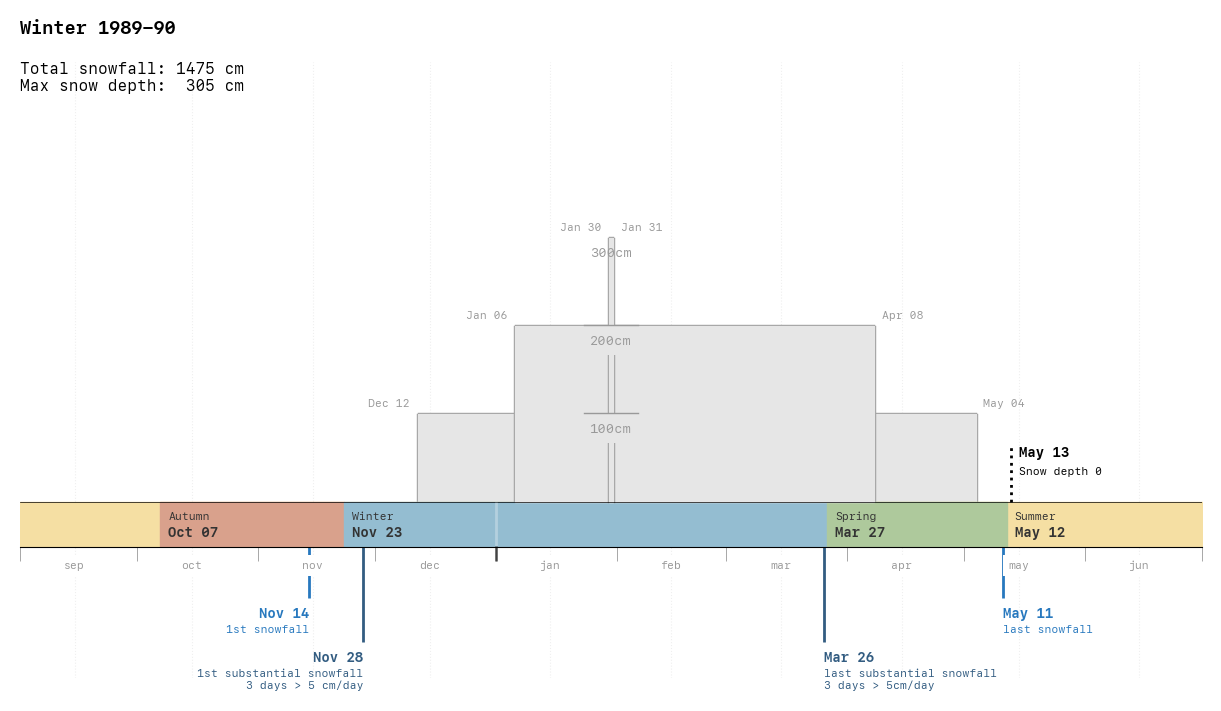 Winter 1989–90
Total snowfall: 1475 cm
Max snow depth:  305 cm
Jan 30
Jan 31
300cm
Jan 06
Apr 08
200cm
Dec 12
May 04
100cm
May 13
Snow depth 0
Autumn
Oct 07
Winter
Nov 23
Spring
Mar 27
Summer
May 12
sep
oct
nov
dec
jan
feb
mar
apr
may
jun
Nov 14
1st snowfall
May 11
last snowfall
Nov 28
1st substantial snowfall
3 days > 5 cm/day
Mar 26
last substantial snowfall
3 days > 5cm/day